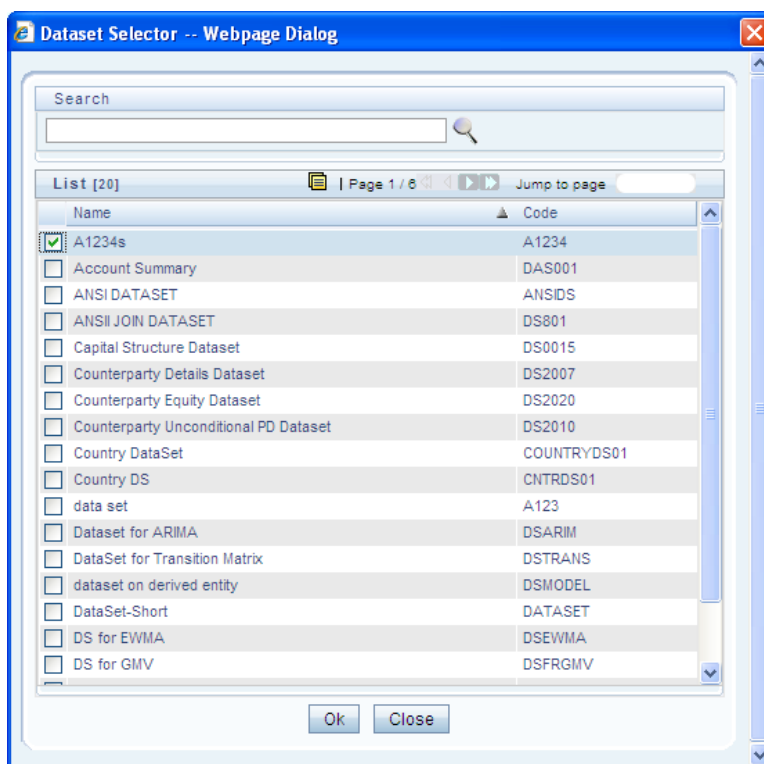 Dataset Selector -- Webpage Dialog
Search
List [20] | Page 1 / 6 Jump to page
Name Code
A1234s A1234
Account Summary DAS001
ANSI DATASET ANSIDS
ANSII JOIN DATASET DS801
Capital Structure Dataset DS0015
Counterparty Details Dataset DS2007
Counterparty Equity Dataset DS2020
Counterparty Unconditional PD Dataset DS2010
Country DataSet COUNTRYDS01
Country DS CNTRDS01
data set A123
Dataset for ARIMA DSARIM
DataSet for Transition Matrix DSTRANS
dataset on derived entity DSMODEL
DataSet-Short DATASET
DS for EWMA DSEWMA
DS for GMV DSFRGMV
Ok Close